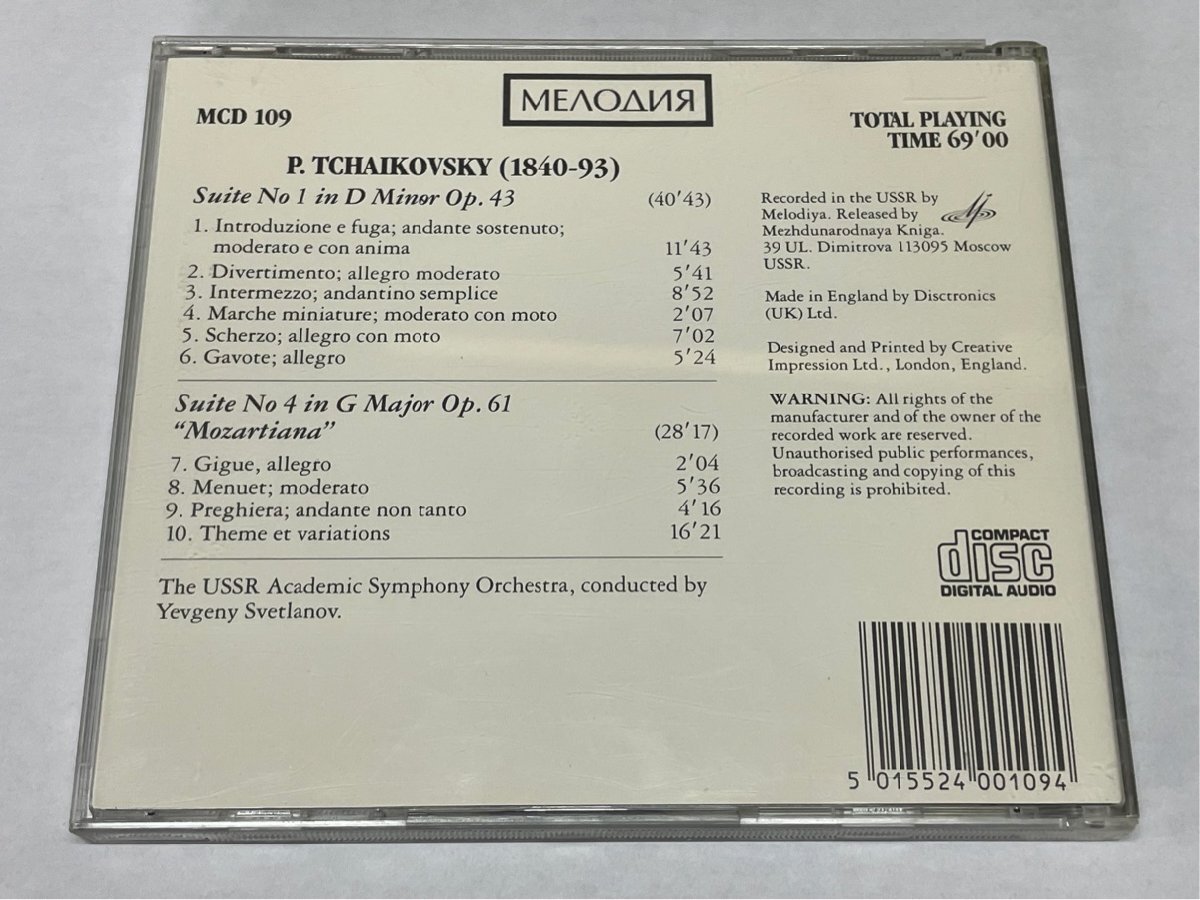 МЕЛОДИЯ
MCD 109
TOTAL PLAYING
TIME 69'00
P. TCHAIKOVSKY (1840-93)
Suite No 1 in D Minor Op. 43 (40'43)
1. Introduzione e fuga; andante sostenuto;
moderato e con anima 11'43
2. Divertimento; allegro moderato 5'41
3. Intermezzo; andantino semplice 8'52
4. Marche miniature; moderato con moto 2'07
5. Scherzo; allegro con moto 7'02
6. Gavote; allegro 5'24
Suite No 4 in G Major Op. 61
"Mozartiana" (28'17)
7. Gigue, allegro 2'04
8. Menuet; moderato 5'36
9. Preghiera; andante non tanto 4'16
10. Theme et variations 16'21
The USSR Academic Symphony Orchestra, conducted by
Yevgeny Svetlanov.
Recorded in the USSR by
Melodiya. Released by
Mezhdunarodnaya Kniga.
39 UL. Dimitrova 113095 Moscow
USSR.
Made in England by Disctronics
(UK) Ltd.
Designed and Printed by Creative
Impression Ltd., London, England.
WARNING: All rights of the
manufacturer and of the owner of the
recorded work are reserved.
Unauthorised public performances,
broadcasting and copying of this
recording is prohibited.
COMPACT
disc
DIGITAL AUDIO
5 015524 001094